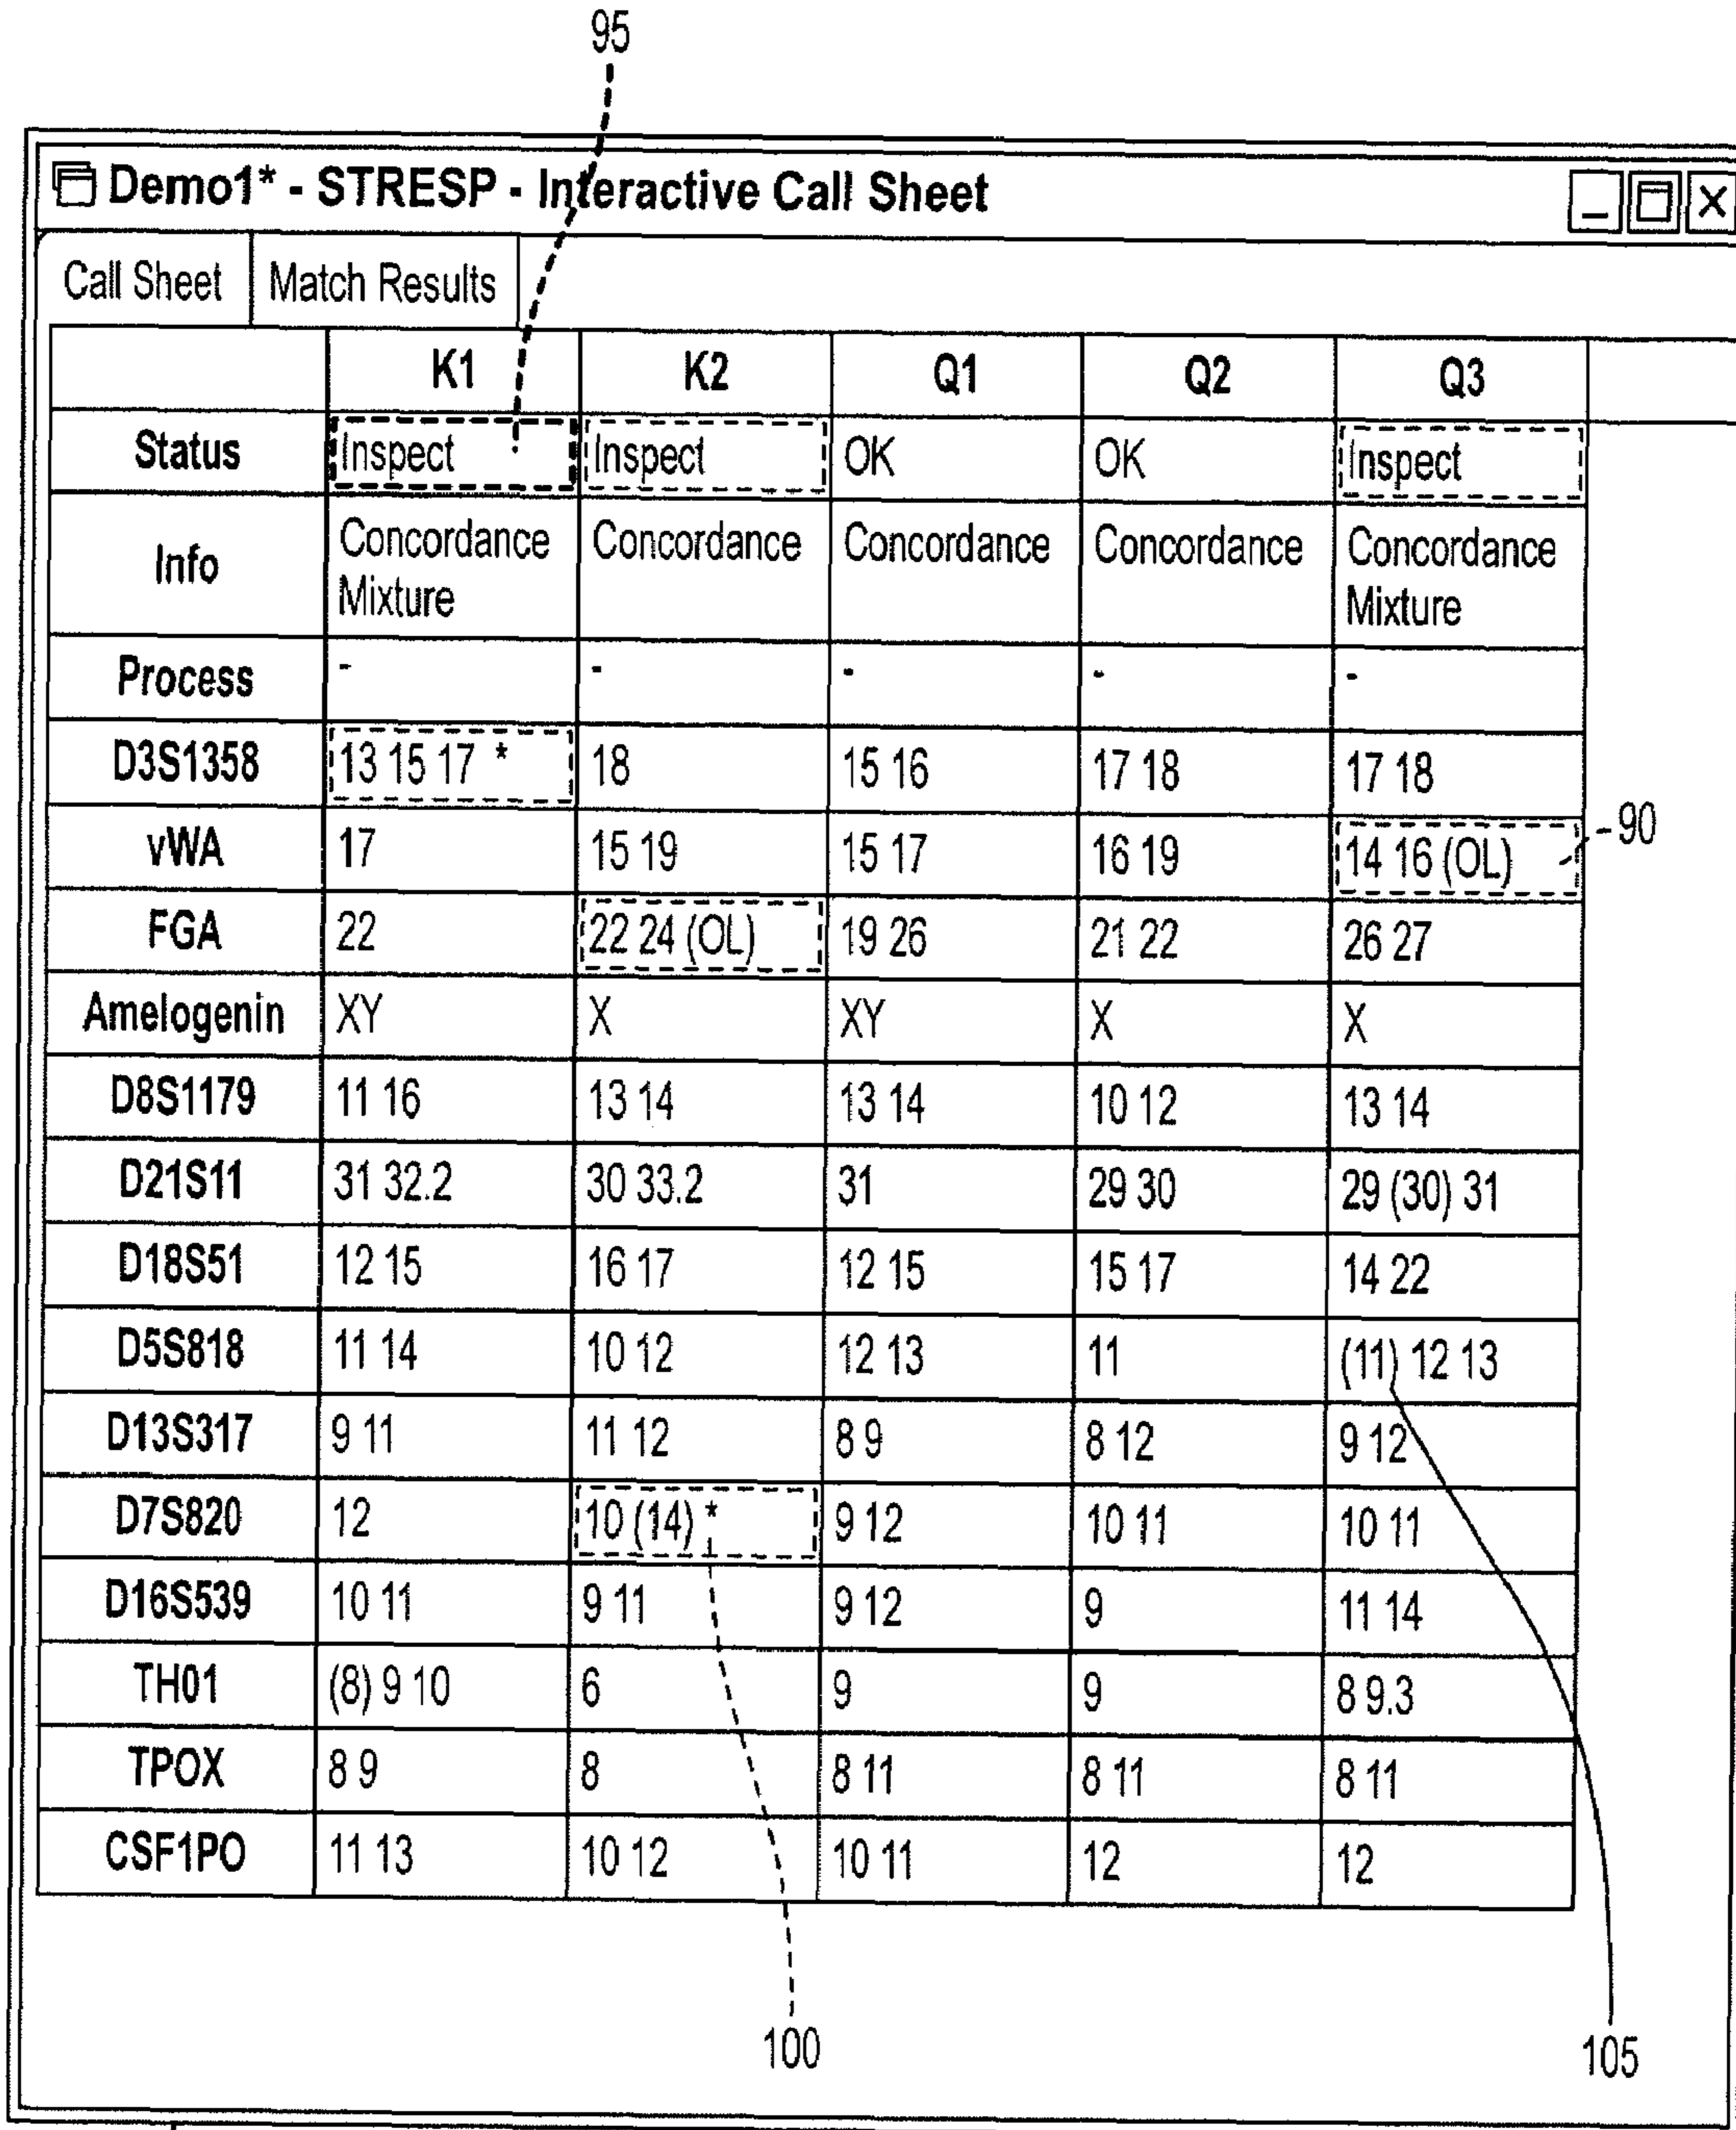 95
Demo1* - STRESP - Interactive Call Sheet
Call Sheet Match Results
K1 K2 Q1 Q2 Q3
Status Inspect Inspect OK OK Inspect
Info Concordance Mixture Concordance Concordance Concordance Concordance Mixture
Process - - - - -
D3S1358 13 15 17 * 18 15 16 17 18 17 18
vWA 17 15 19 15 17 16 19 14 16 (OL) 90
FGA 22 22 24 (OL) 19 26 21 22 26 27
Amelogenin XY X XY X X
D8S1179 11 16 13 14 13 14 10 12 13 14
D21S11 31 32.2 30 33.2 31 29 30 29 (30) 31
D18S51 12 15 16 17 12 15 15 17 14 22
D5S818 11 14 10 12 12 13 11 (11) 12 13
D13S317 9 11 11 12 8 9 8 12 9 12
D7S820 12 10 (14) * 9 12 10 11 10 11
D16S539 10 11 9 11 9 12 9 11 14
TH01 (8) 9 10 6 9 9 8 9.3
TPOX 8 9 8 8 11 8 11 8 11
CSF1PO 11 13 10 12 10 11 12 12
100
105